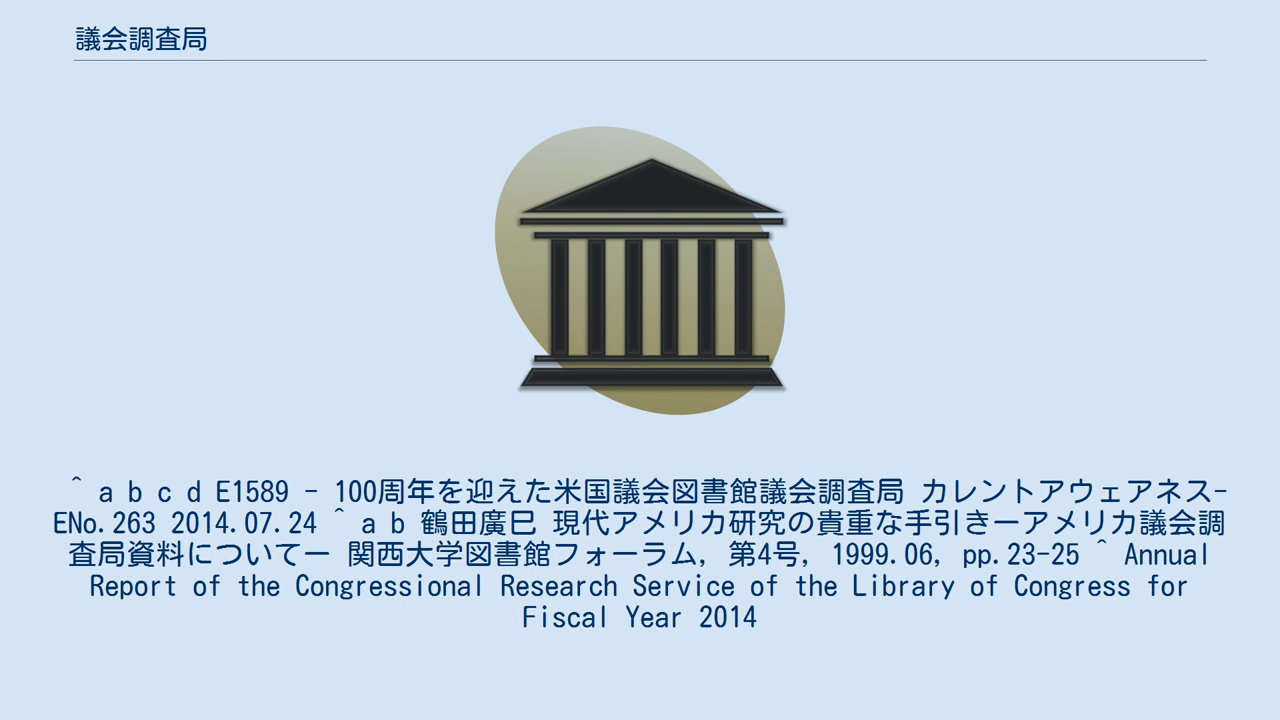 議会調査局
^ a b c d E1589 - 100周年を迎えた米国議会図書館議会調査局 カレントアウェアネス-
ENo.263 2014.07.24 ^ a b 鶴田廣巳 現代アメリカ研究の貴重な手引きーアメリカ議会調
査局資料についてー 関西大学図書館フォーラム, 第4号, 1999.06, pp.23-25 ^ Annual
Report of the Congressional Research Service of the Library of Congress for
Fiscal Year 2014